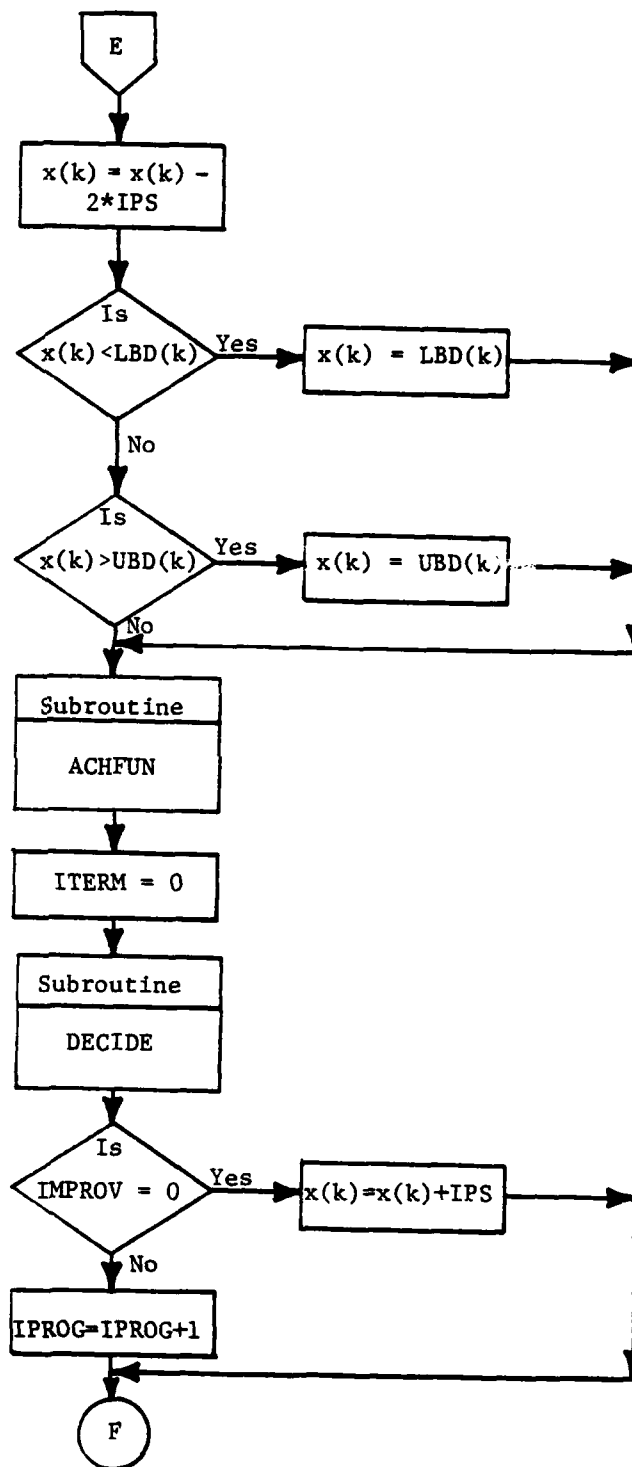 E
x(k) = x(k) -
2*IPS
Is
x(k)<LBD(k)
Yes
x(k) = LBD(k)
No
Is
x(k)>UBD(k)
Yes
x(k) = UBD(k)
No
Subroutine
ACHFUN
ITERM = 0
Subroutine
DECIDE
Is
IMPROV = 0
Yes
x(k)=x(k)+IPS
No
IPROG=IPROG+1
F